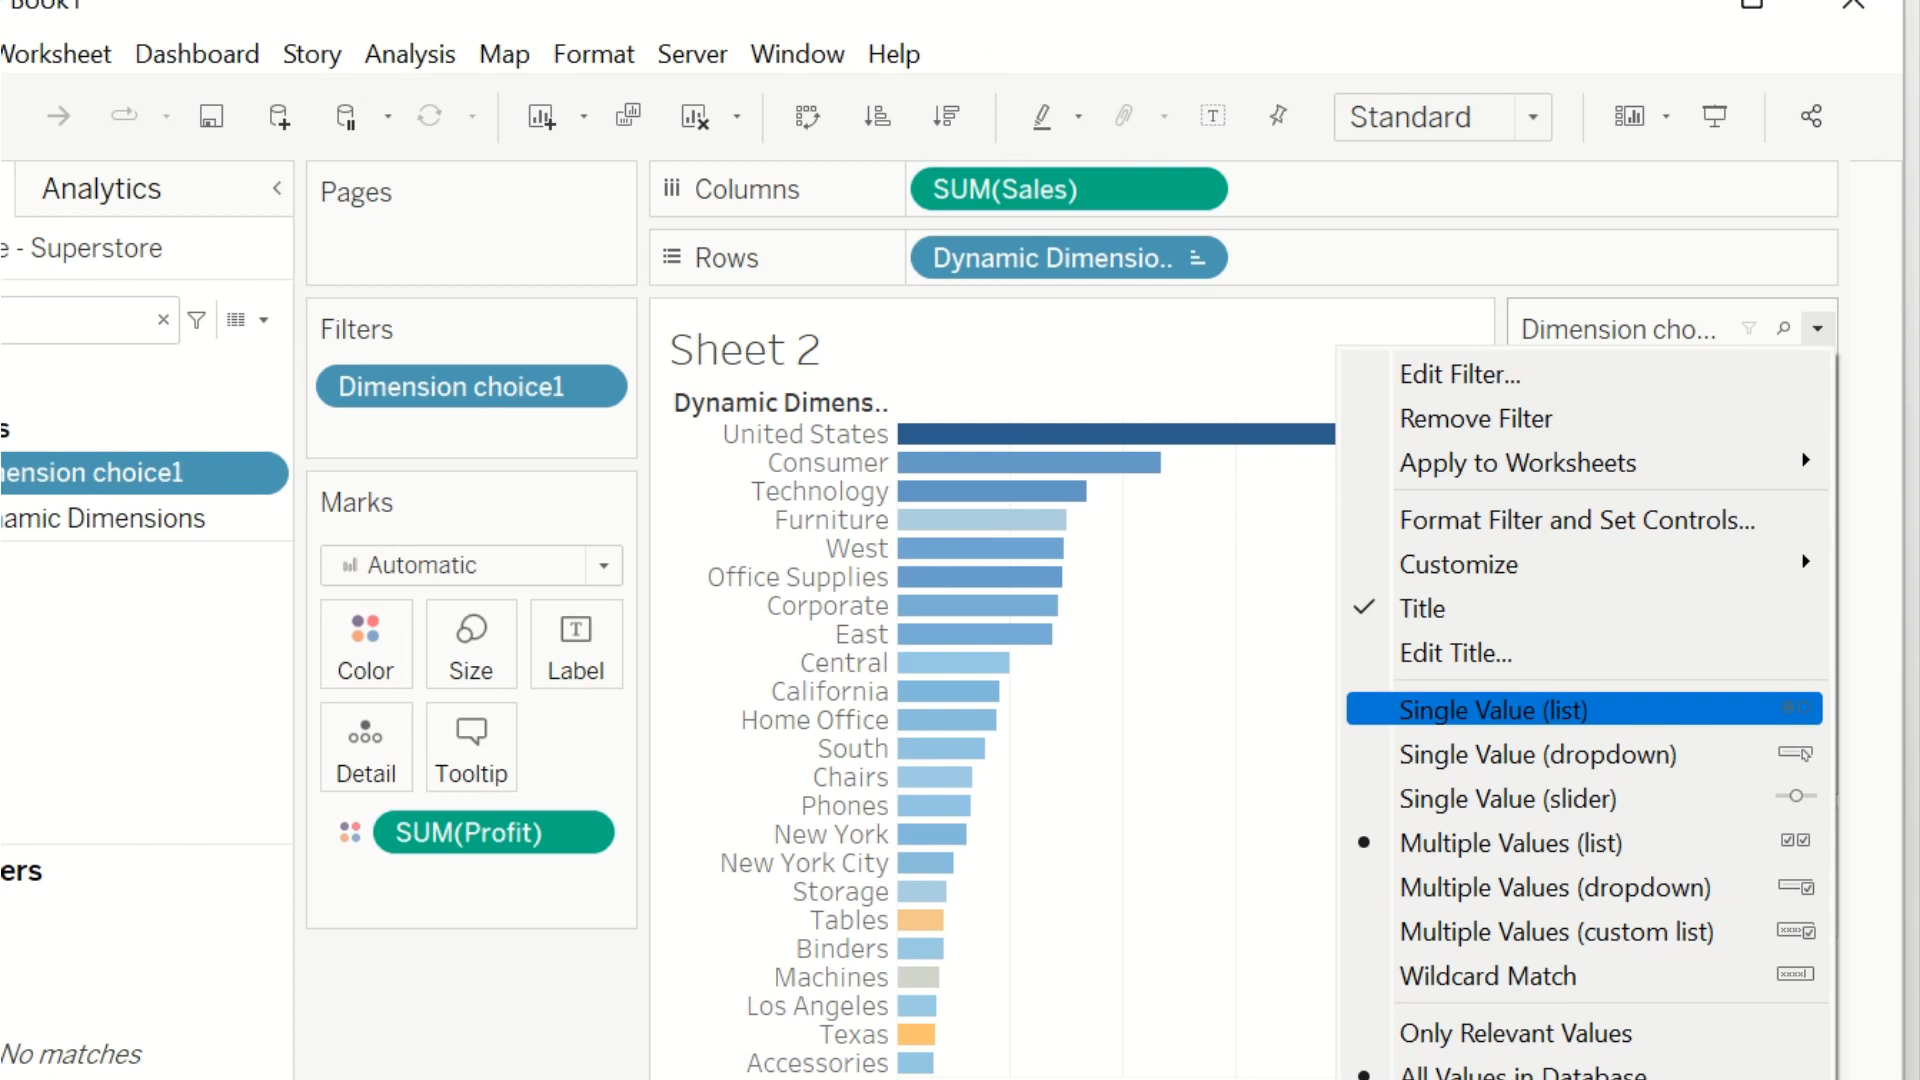 Worksheet Dashboard Story Analysis Map Format Server Window Help
Standard
Analytics
e - Superstore
s
ension choice1
amic Dimensions
ers
No matches
Pages
Filters
Dimension choice1
Marks
Automatic
Color Size Label
Detail Tooltip
SUM(Profit)
Columns SUM(Sales)
Rows Dynamic Dimensio..
Sheet 2
Dynamic Dimens..
United States
Consumer
Technology
Furniture
West
Office Supplies
Corporate
East
Central
California
Home Office
South
Chairs
Phones
New York
New York City
Storage
Tables
Binders
Machines
Los Angeles
Texas
Accessories
Dimension cho...
Edit Filter...
Remove Filter
Apply to Worksheets
Format Filter and Set Controls...
Customize
Title
Edit Title...
Single Value (list)
Single Value (dropdown)
Single Value (slider)
Multiple Values (list)
Multiple Values (dropdown)
Multiple Values (custom list)
Wildcard Match
Only Relevant Values
All Values in Database